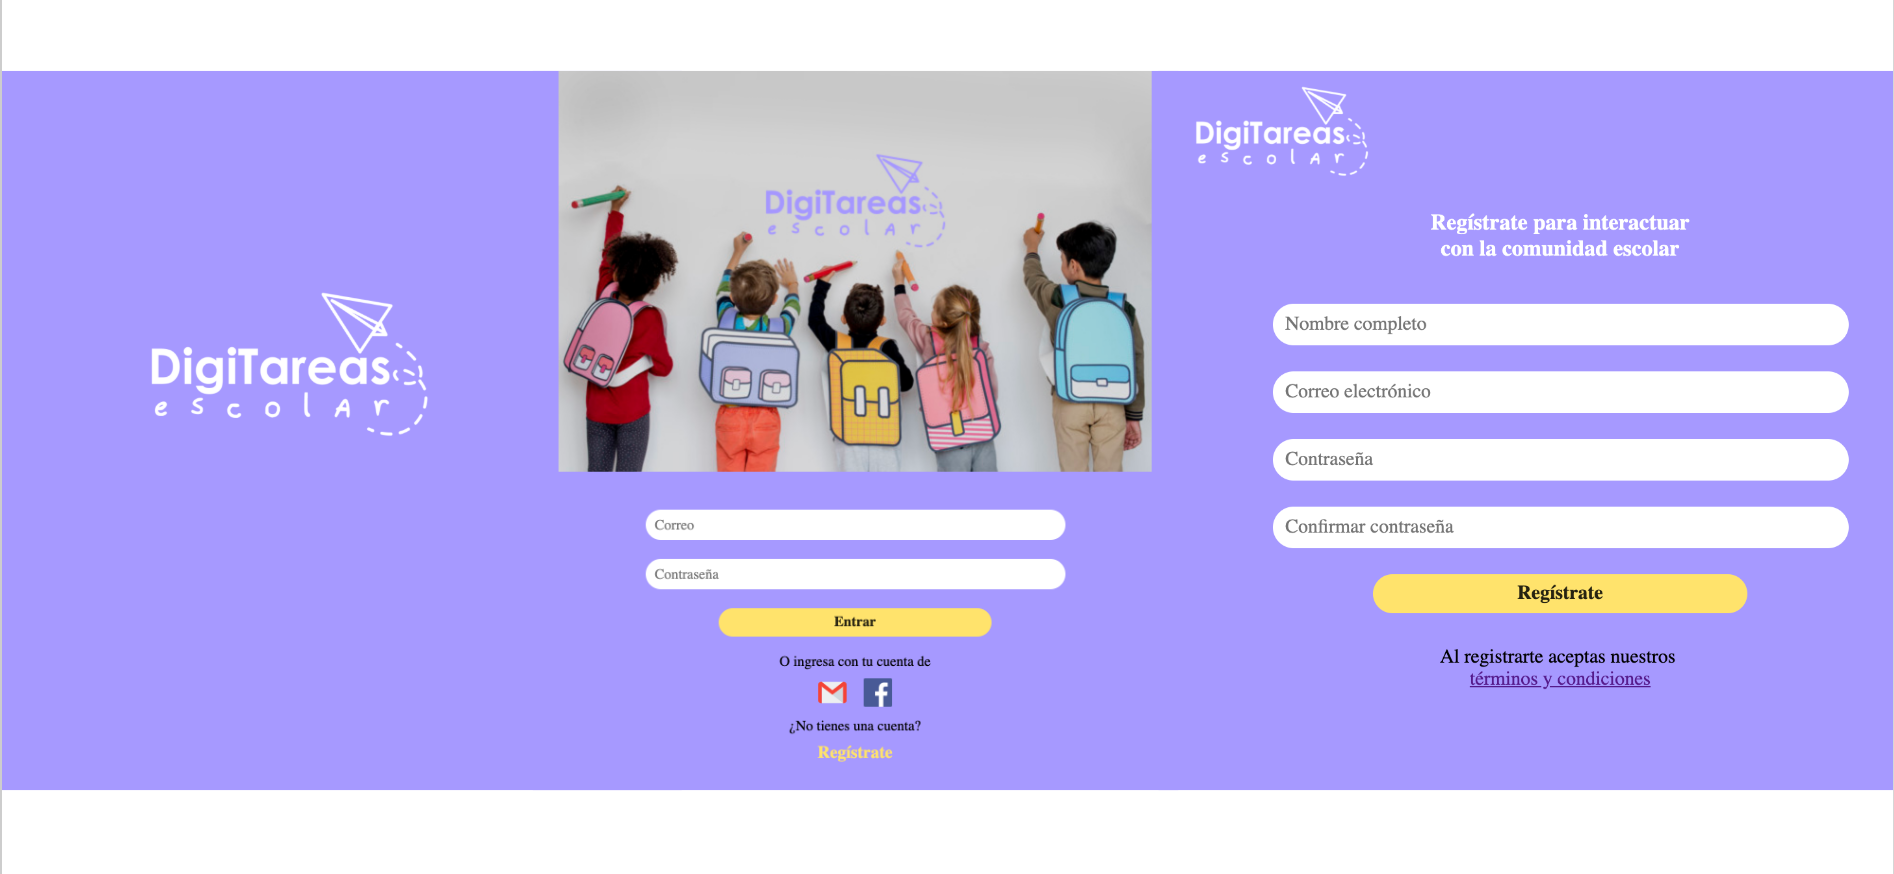 DigiTareas
escolAr
DigiTareas
escolAr
Correo
Contraseña
Entrar
O ingresa con tu cuenta de
¿No tienes una cuenta?
Regístrate
DigiTareas
escolAr
Regístrate para interactuar
con la comunidad escolar
Nombre completo
Correo electrónico
Contraseña
Confirmar contraseña
Regístrate
Al registrarte aceptas nuestros
términos y condiciones